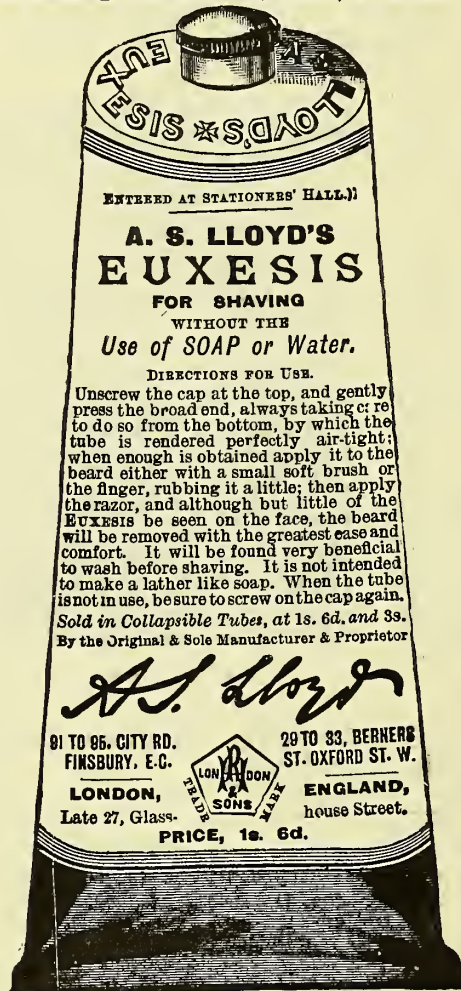 LLOYD'S EUXESIS
ENTERED AT STATIONERS' HALL.
A. S. LLOYD'S
EUXESIS
FOR SHAVING
WITHOUT THE
Use of SOAP or Water.
DIRECTIONS FOR USE.
Unscrew the cap at the top, and gently
press the broad end, always taking care
to do so from the bottom, by which the
tube is rendered perfectly air-tight;
when enough is obtained apply it to the
beard either with a small soft brush or
the finger, rubbing it a little; then apply
the razor, and although but little of the
EUXESIS be seen on the face, the beard
will be removed with the greatest ease and
comfort. It will be found very beneficial
to wash before shaving. It is not intended
to make a lather like soap. When the tube
is not in use, be sure to screw on the cap again.
Sold in Collapsible Tubes, at 1s. 6d. and 3s.
By the Original & Sole Manufacturer & Proprietor
A.S. Lloyd
91 TO 95, CITY RD.
FINSBURY, E.C.
LONDON,
Late 27, Glass-
LONDON
& SONS
TRADE MARK
29 TO 33, BERNERS
ST. OXFORD ST. W.
ENGLAND,
house Street.
PRICE, 1s. 6d.